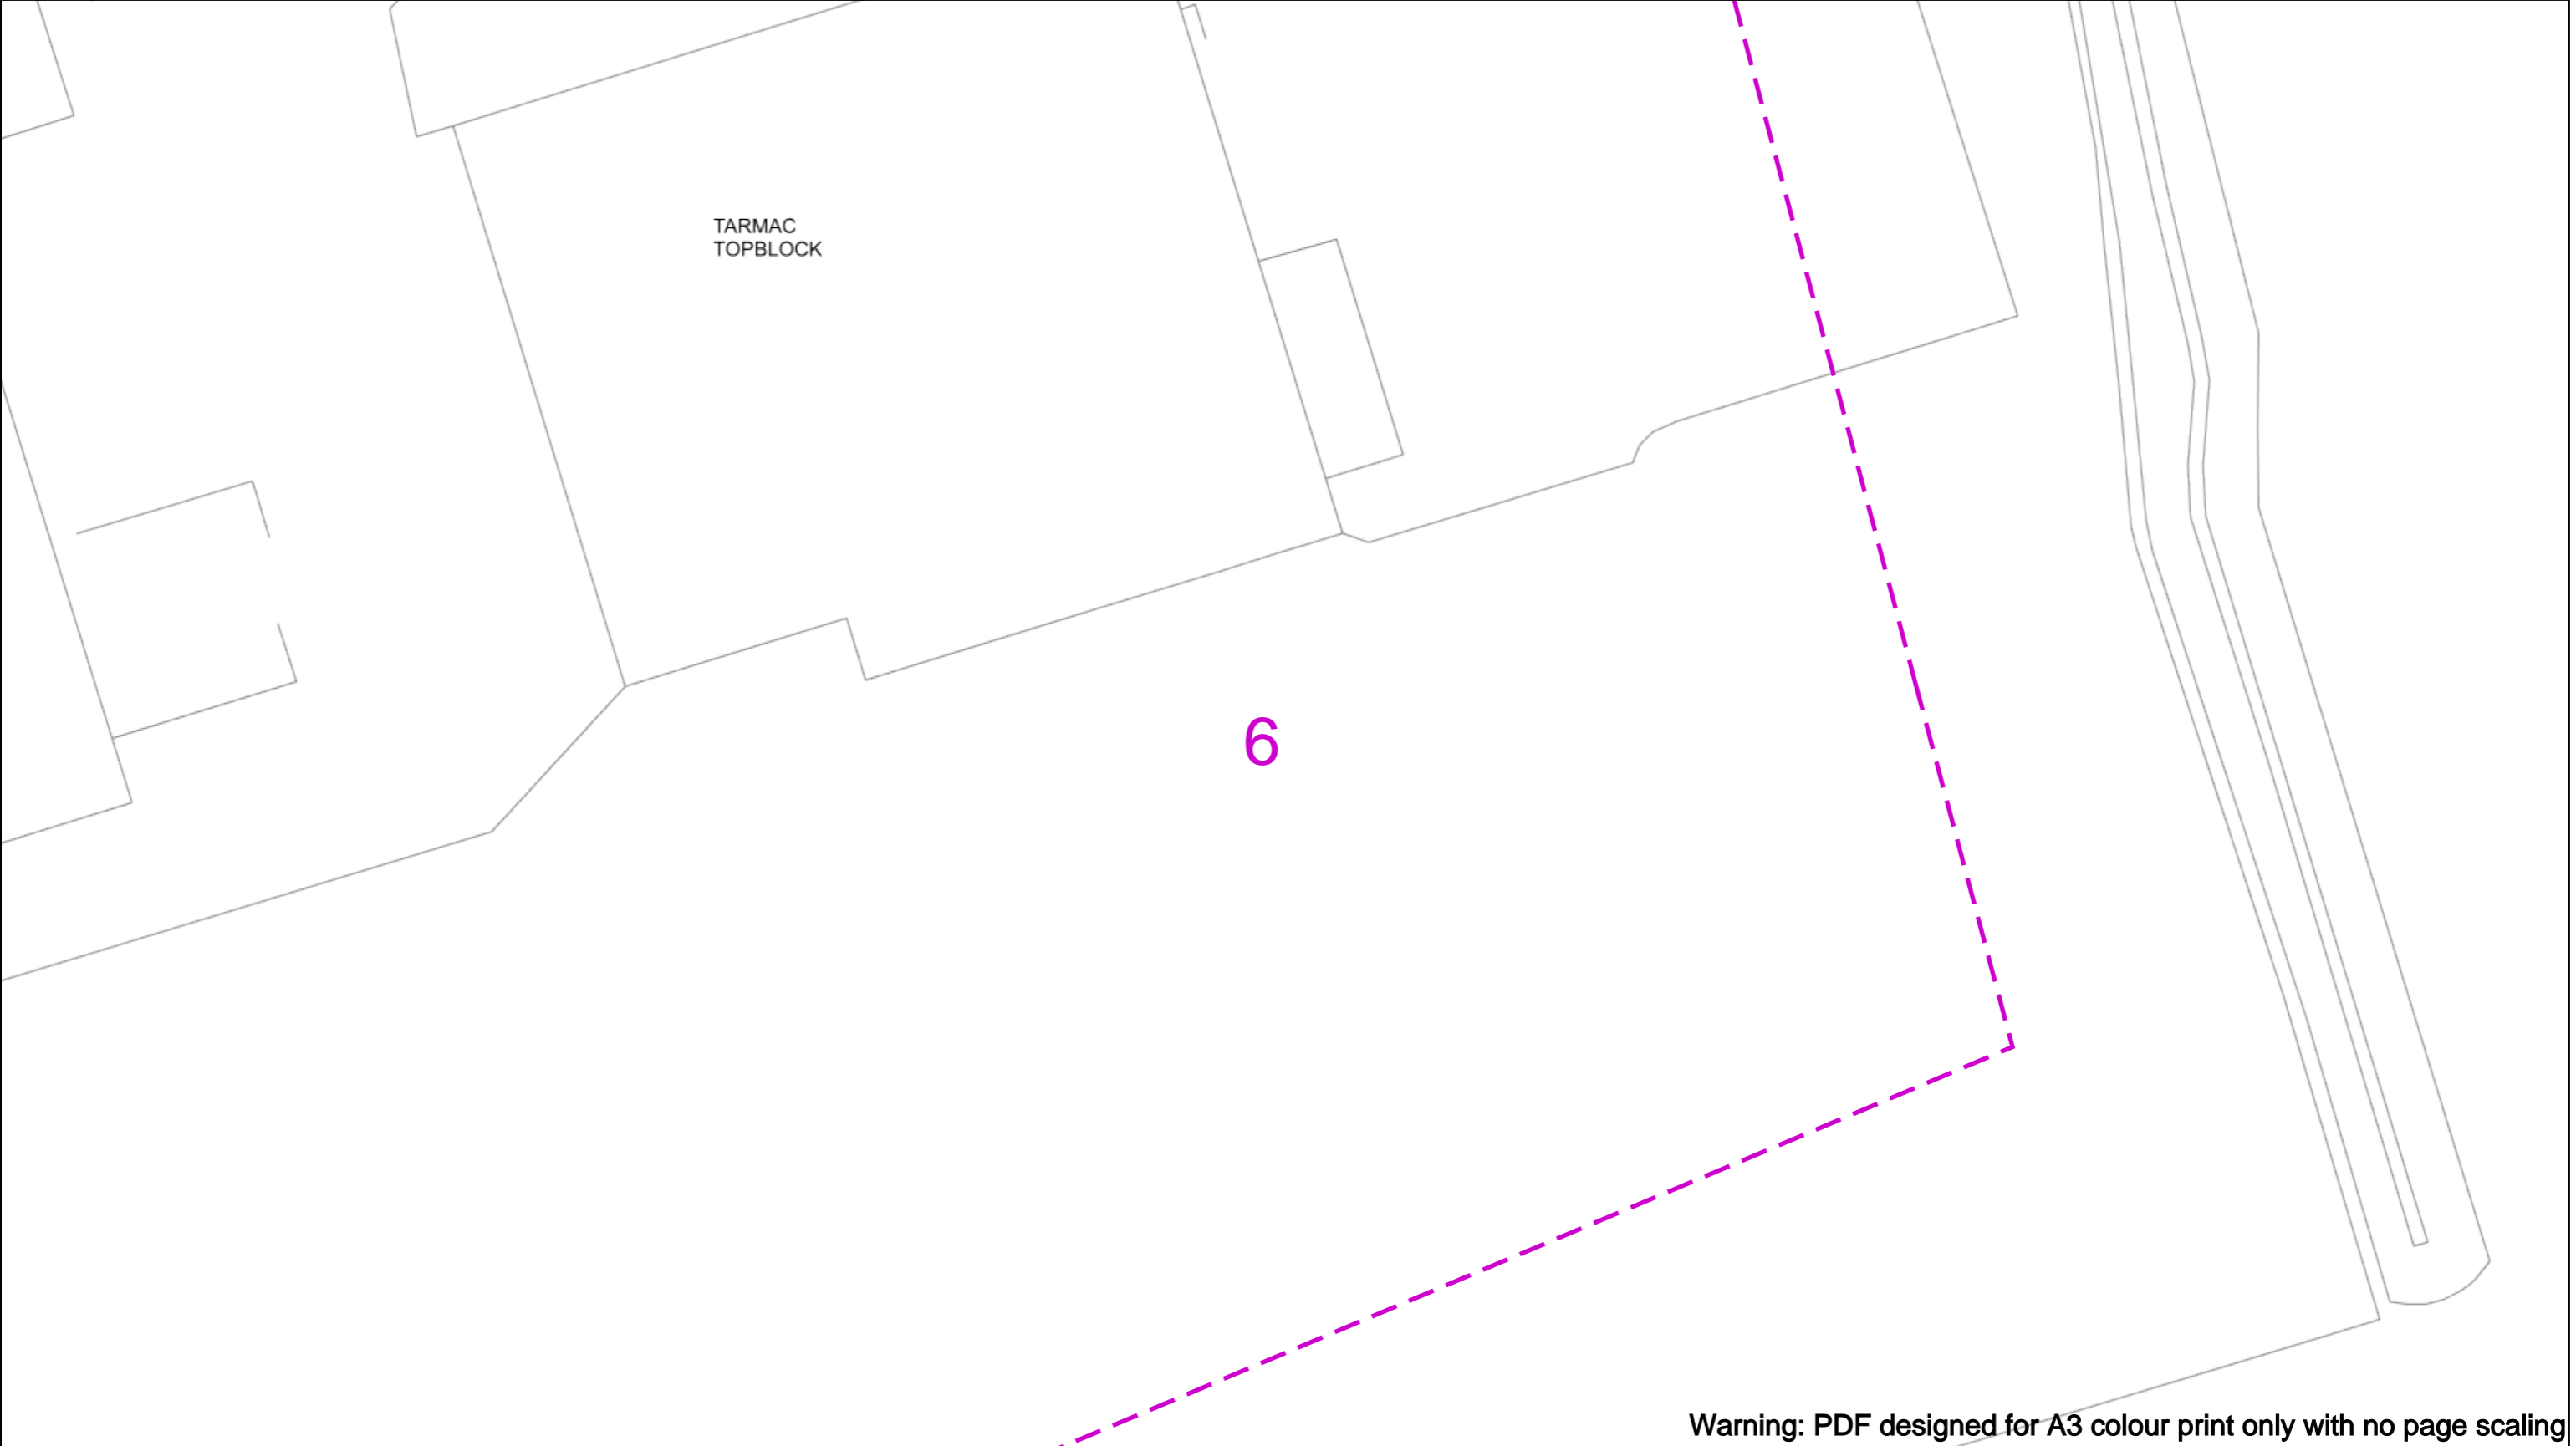 TARMAC
TOPBLOCK
6
Warning: PDF designed for A3 colour print only with no page scaling